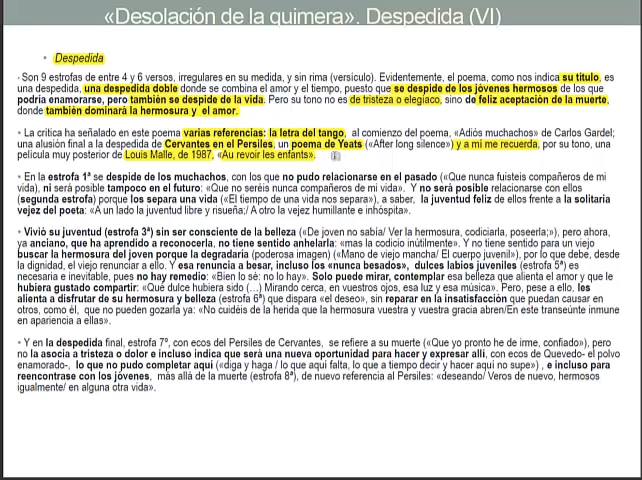 «Desolación de la quimera». Despedida (VI)
• Despedida
• Son 9 estrofas de entre 4 y 6 versos, irregulares en su medida, y sin rima (versículo). Evidentemente, el poema, como nos indica su titulo, es
una despedida, una despedida doble donde se combina el amor y el tiempo, puesto que se despide de los jóvenes hermosos de los que
podría enamorarse, pero también se despide de la vida. Pero su tono no es de tristeza o elegíaco, sino de feliz aceptación de la muerte,
donde también dominará la hermosura y el amor.
• La critica ha señalado en este poema varias referencias: la letra del tango, al comienzo del poema, «Adiós muchachos» de Carlos Gardel;
una alusión final a la despedida de Cervantes en el Persiles, un poema de Yeats («After long silence») y a mí me recuerda, por su tono, una
película muy posterior de Louis Malle, de 1987, «Au revoir les enfants».
• En la estrofa 1ª se despide de los muchachos, con los que no pudo relacionarse en el pasado («Que nunca fuisteis compañeros de mi
vida), ni será posible tampoco en el futuro: «Que no seréis nunca compañeros de mi vida». Y no será posible relacionarse con ellos
(segunda estrofa) porque los separa una vida («El tiempo de una vida nos separa»), a saber, la juventud feliz de ellos frente a la solitaria
vejez del poeta: «A un lado la juventud libre y risueña;/ A otro la vejez humillante e inhóspita».
• Vivió su juventud (estrofa 3ª) sin ser consciente de la belleza («De joven no sabía/ Ver la hermosura, codiciarla, poseerla;»), pero ahora,
ya anciano, que ha aprendido a reconocerla, no tiene sentido anhelarla: «mas la codicio inútilmente». Y no tiene sentido para un viejo
buscar la hermosura del joven porque la degradaría (poderosa imagen) («Mano de viejo mancha/ El cuerpo juvenil»), por lo que debe, desde
la dignidad, el viejo renunciar a ello. Y esa renuncia a besar, incluso los «nunca besados», dulces labios juveniles (estrofa 5ª) es
necesaria e inevitable, pues no hay remedio: «Bien lo sé: no lo hay». Solo puede mirar, contemplar esa belleza que alienta el amor y que le
hubiera gustado compartir: «Qué dulce hubiera sido (...) Mirando cerca, en vuestros ojos, esa luz y esa música». Pero, pese a ello, les
alienta a disfrutar de su hermosura y belleza (estrofa 6ª) que dispara «el deseo», sin reparar en la insatisfacción que puedan causar en
otros, como él, que no pueden gozarla ya: «No cuidéis de la herida que la hermosura vuestra y vuestra gracia abren/En este transeúnte inmune
en apariencia a ellas».
• Y en la despedida final, estrofa 7ª, con ecos del Persiles de Cervantes, se refiere a su muerte («Que yo pronto he de irme, confiado»), pero
no la asocia a tristeza o dolor e incluso indica que será una nueva oportunidad para hacer y expresar allí, con ecos de Quevedo- el polvo
enamorado-, lo que no pudo completar aquí («diga y haga / lo que aquí falta, lo que a tiempo decir y hacer aquí no supe») , e incluso para
reencontrase con los jóvenes, más allá de la muerte (estrofa 8ª), de nuevo referencia al Persiles: «deseando/ Veros de nuevo, hermosos
igualmente/ en alguna otra vida».